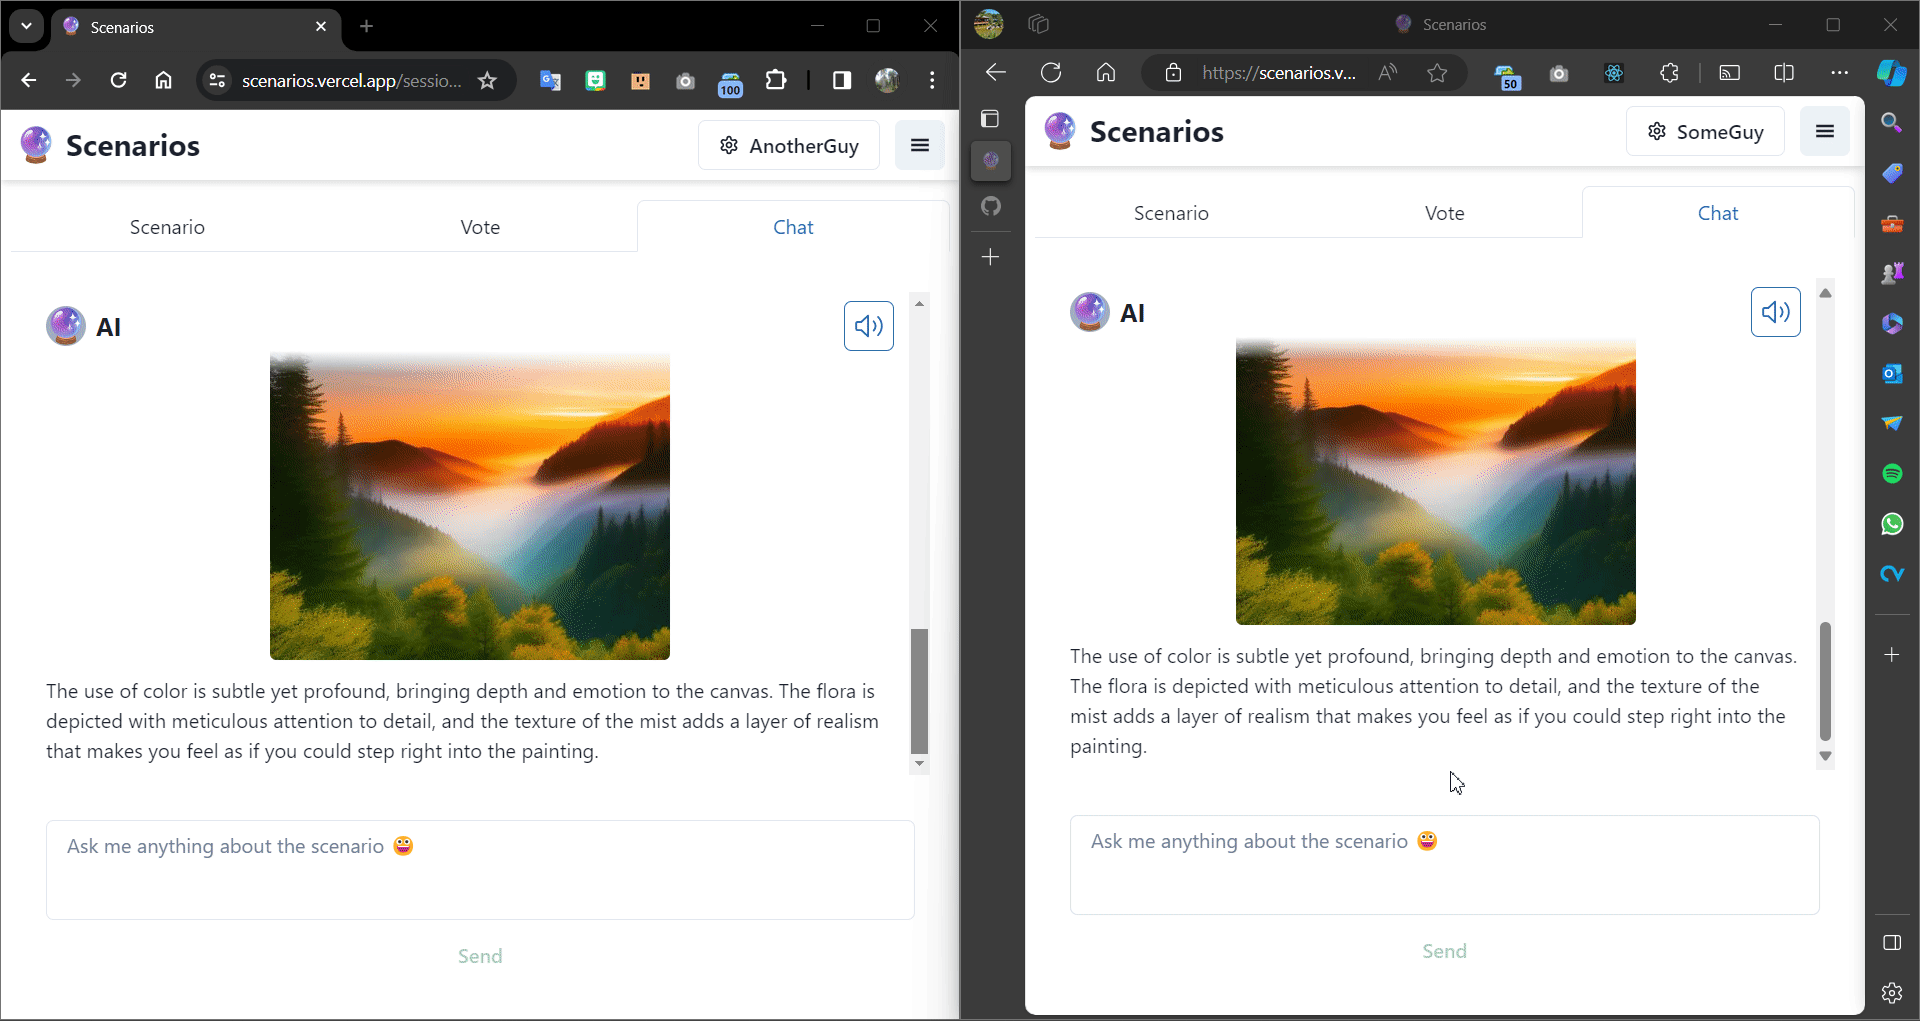 Scenarios
scenarios.vercel.app/sessio...
100
Scenarios
AnotherGuy
Scenario
Vote
Chat
AI
The use of color is subtle yet profound, bringing depth and emotion to the canvas. The flora is
depicted with meticulous attention to detail, and the texture of the mist adds a layer of realism
that makes you feel as if you could step right into the painting.
Ask me anything about the scenario 😀
Send
Scenarios
https://scenarios.v...
A
50
Scenarios
SomeGuy
Scenario
Vote
Chat
AI
The use of color is subtle yet profound, bringing depth and emotion to the canvas.
The flora is depicted with meticulous attention to detail, and the texture of the
mist adds a layer of realism that makes you feel as if you could step right into the
painting.
Ask me anything about the scenario 😀
Send